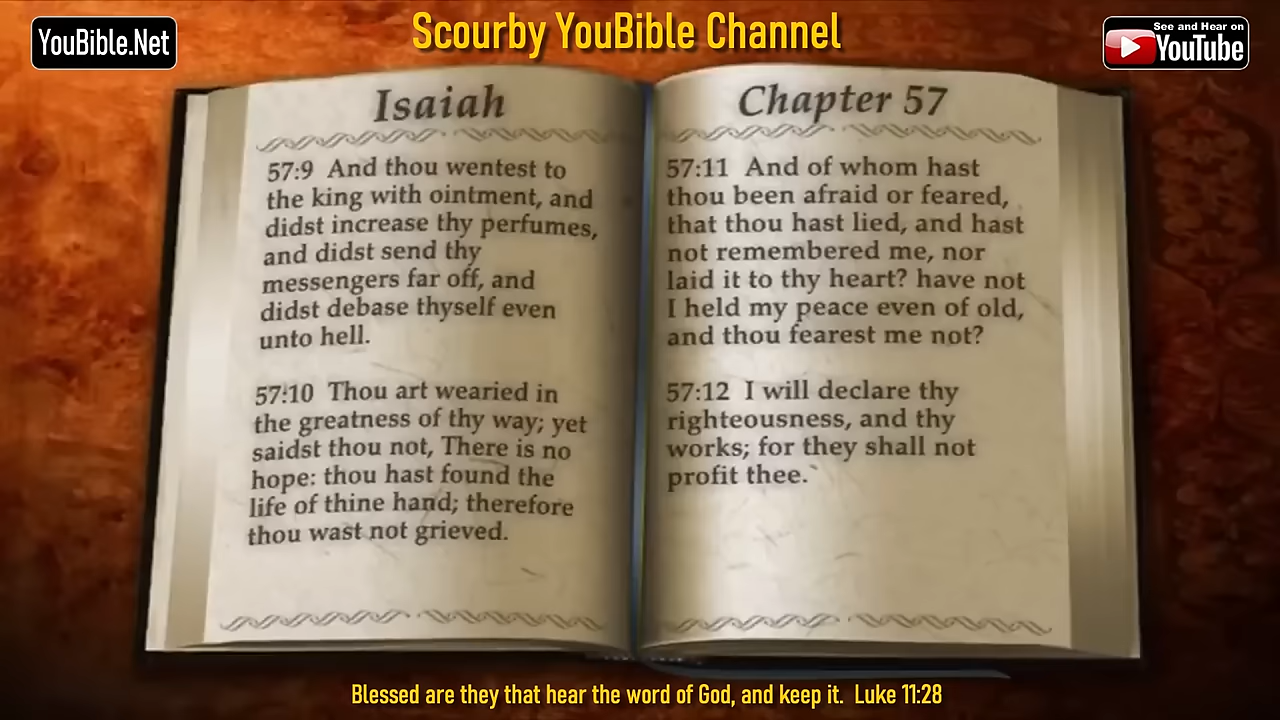 YouBible.Net
Scourby YouBible Channel
See and Hear on
YouTube
Isaiah
57:9 And thou wentest to
the king with ointment, and
didst increase thy perfumes,
and didst send thy
messengers far off, and
didst debase thyself even
unto hell.
57:10 Thou art wearied in
the greatness of thy way; yet
saidst thou not, There is no
hope: thou hast found the
life of thine hand; therefore
thou wast not grieved.
Chapter 57
57:11 And of whom hast
thou been afraid or feared,
that thou hast lied, and hast
not remembered me, nor
laid it to thy heart? have not
I held my peace even of old,
and thou fearest me not?
57:12 I will declare thy
righteousness, and thy
works; for they shall not
profit thee.
Blessed are they that hear the word of God, and keep it. Luke 11:28